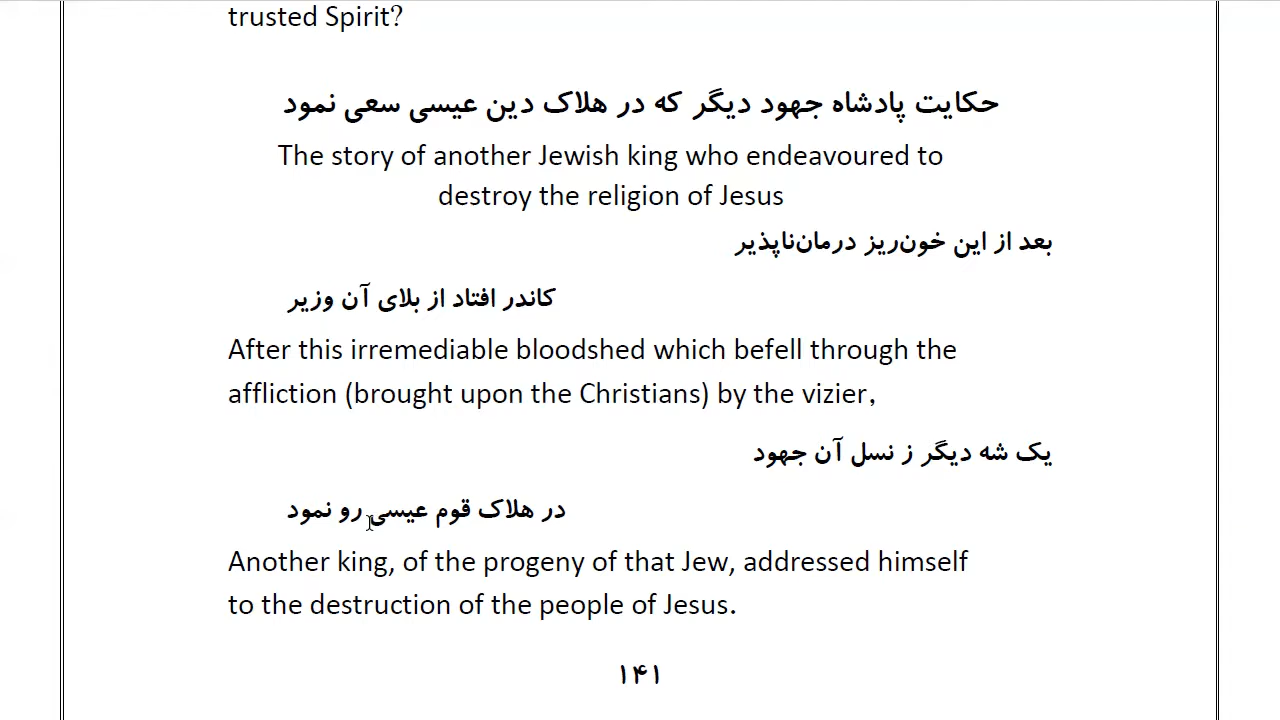 trusted Spirit?
حکایت پادشاه جهود دیگر که در هلاک دین عیسی سعی نمود
The story of another Jewish king who endeavoured to
destroy the religion of Jesus
بعد از این خون‌ریز درمان‌ناپذیر
کاندر افتاد از بلای آن وزیر
After this irremediable bloodshed which befell through the
affliction (brought upon the Christians) by the vizier,
یک شه دیگر ز نسل آن جهود
در هلاک قوم عیسی رو نمود
Another king, of the progeny of that Jew, addressed himself
to the destruction of the people of Jesus.
۱۴۱